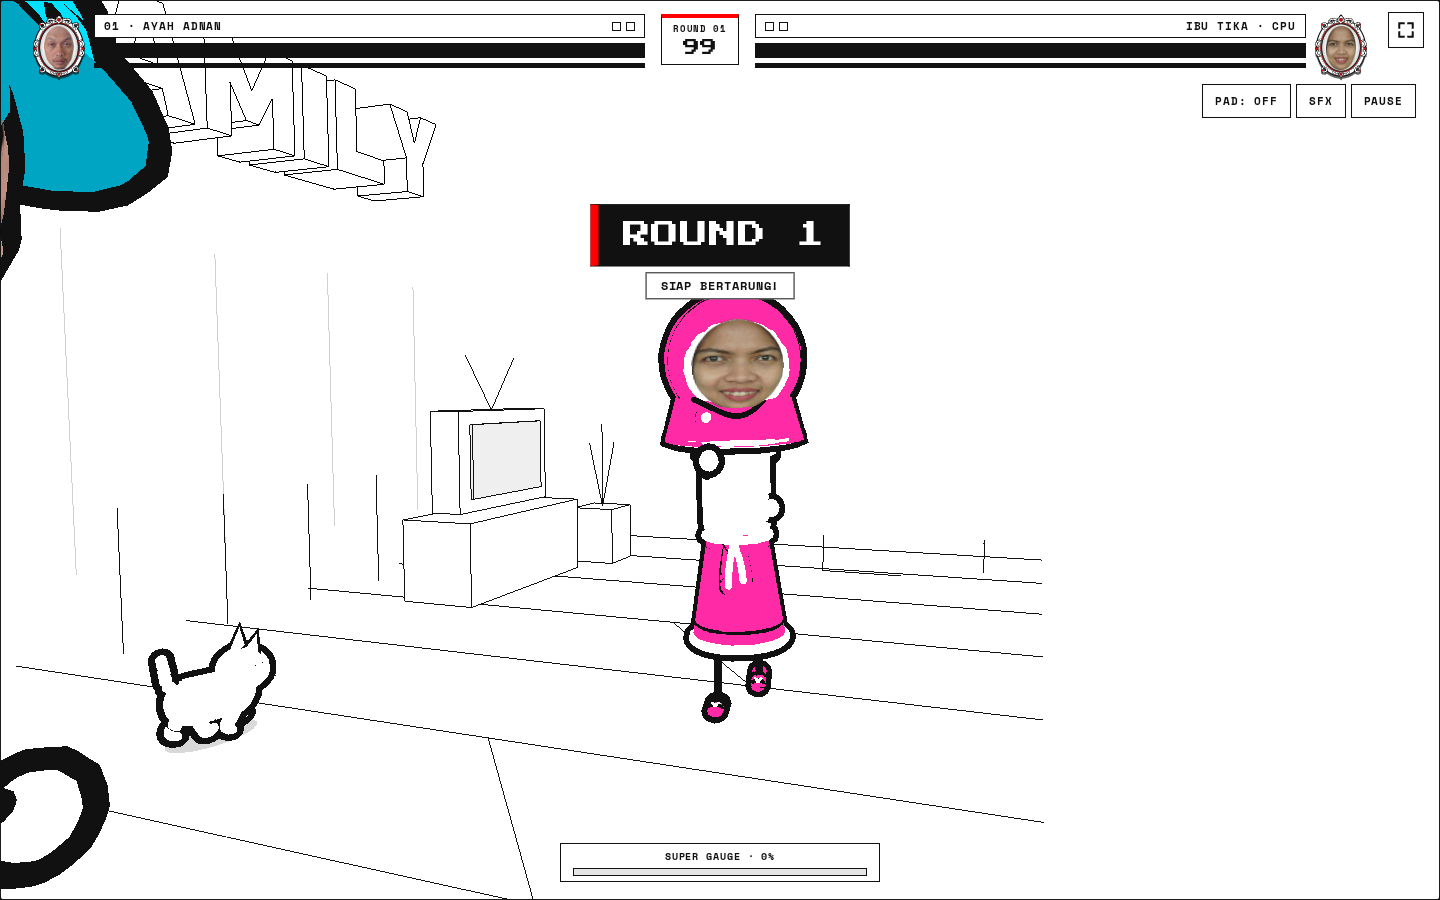 01 · AYAH ADNAN
ROUND 01
99
IBU TIKA · CPU
PAD: OFF
SFX
PAUSE
AMILY
ROUND 1
SIAP BERTARUNG!
SUPER GAUGE · 0%